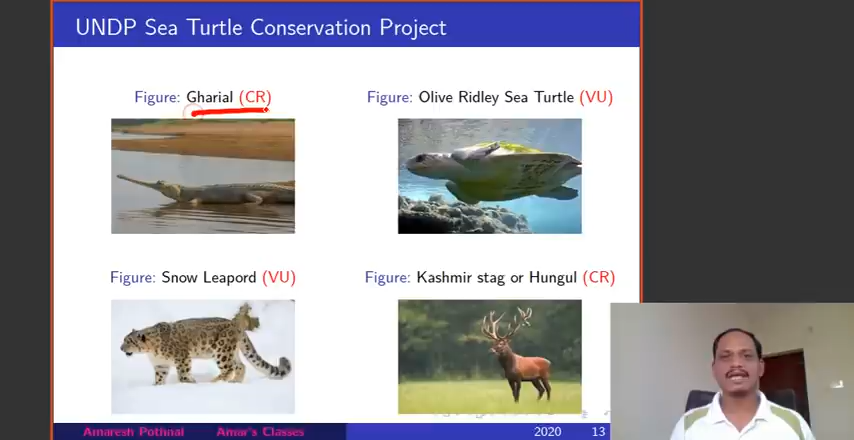 UNDP Sea Turtle Conservation Project
Figure: Gharial (CR)
Figure: Olive Ridley Sea Turtle (VU)
Figure: Snow Leapord (VU)
Figure: Kashmir stag or Hungul (CR)
Amaresh Pothnal
Amar's Classes
2020
13